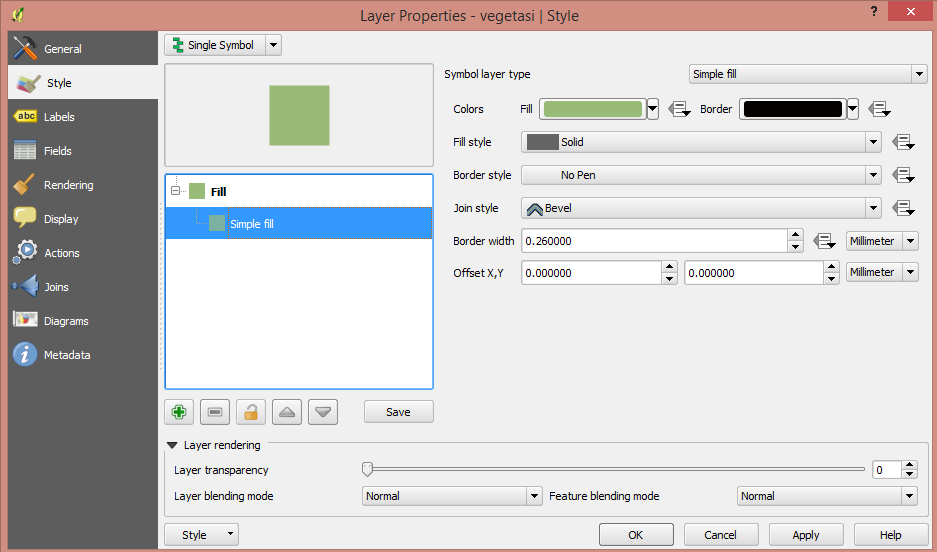 Layer Properties - vegetasi | Style
?
General
Style
Labels
Fields
Rendering
Display
Actions
Joins
Diagrams
Metadata
abc
Single Symbol
Fill
Simple fill
Save
Symbol layer type Simple fill
Colors Fill Border
Fill style Solid
Border style No Pen
Join style Bevel
Border width 0.260000 Millimeter
Offset X,Y 0.000000 0.000000 Millimeter
Layer rendering
Layer transparency 0
Layer blending mode Normal Feature blending mode Normal
Style OK Cancel Apply Help